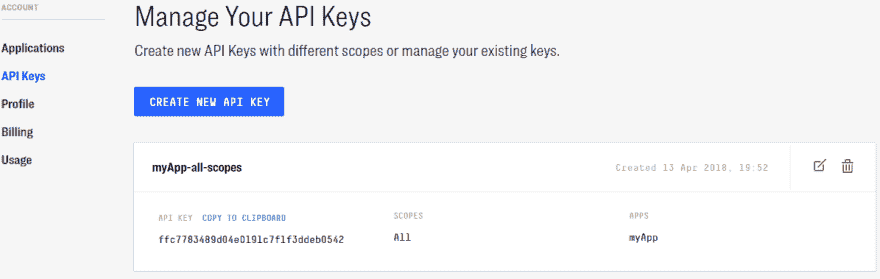 ACCOUNT
Applications
API Keys
Profile
Billing
Usage
Manage Your API Keys
Create new API Keys with different scopes or manage your existing keys.
CREATE NEW API KEY
myApp-all-scopes
Created 13 Apr 2018, 19:52
API KEY COPY TO CLIPBOARD
ffc7783489d04e0191c7f1f3ddeb0542
SCOPES
All
APPS
myApp